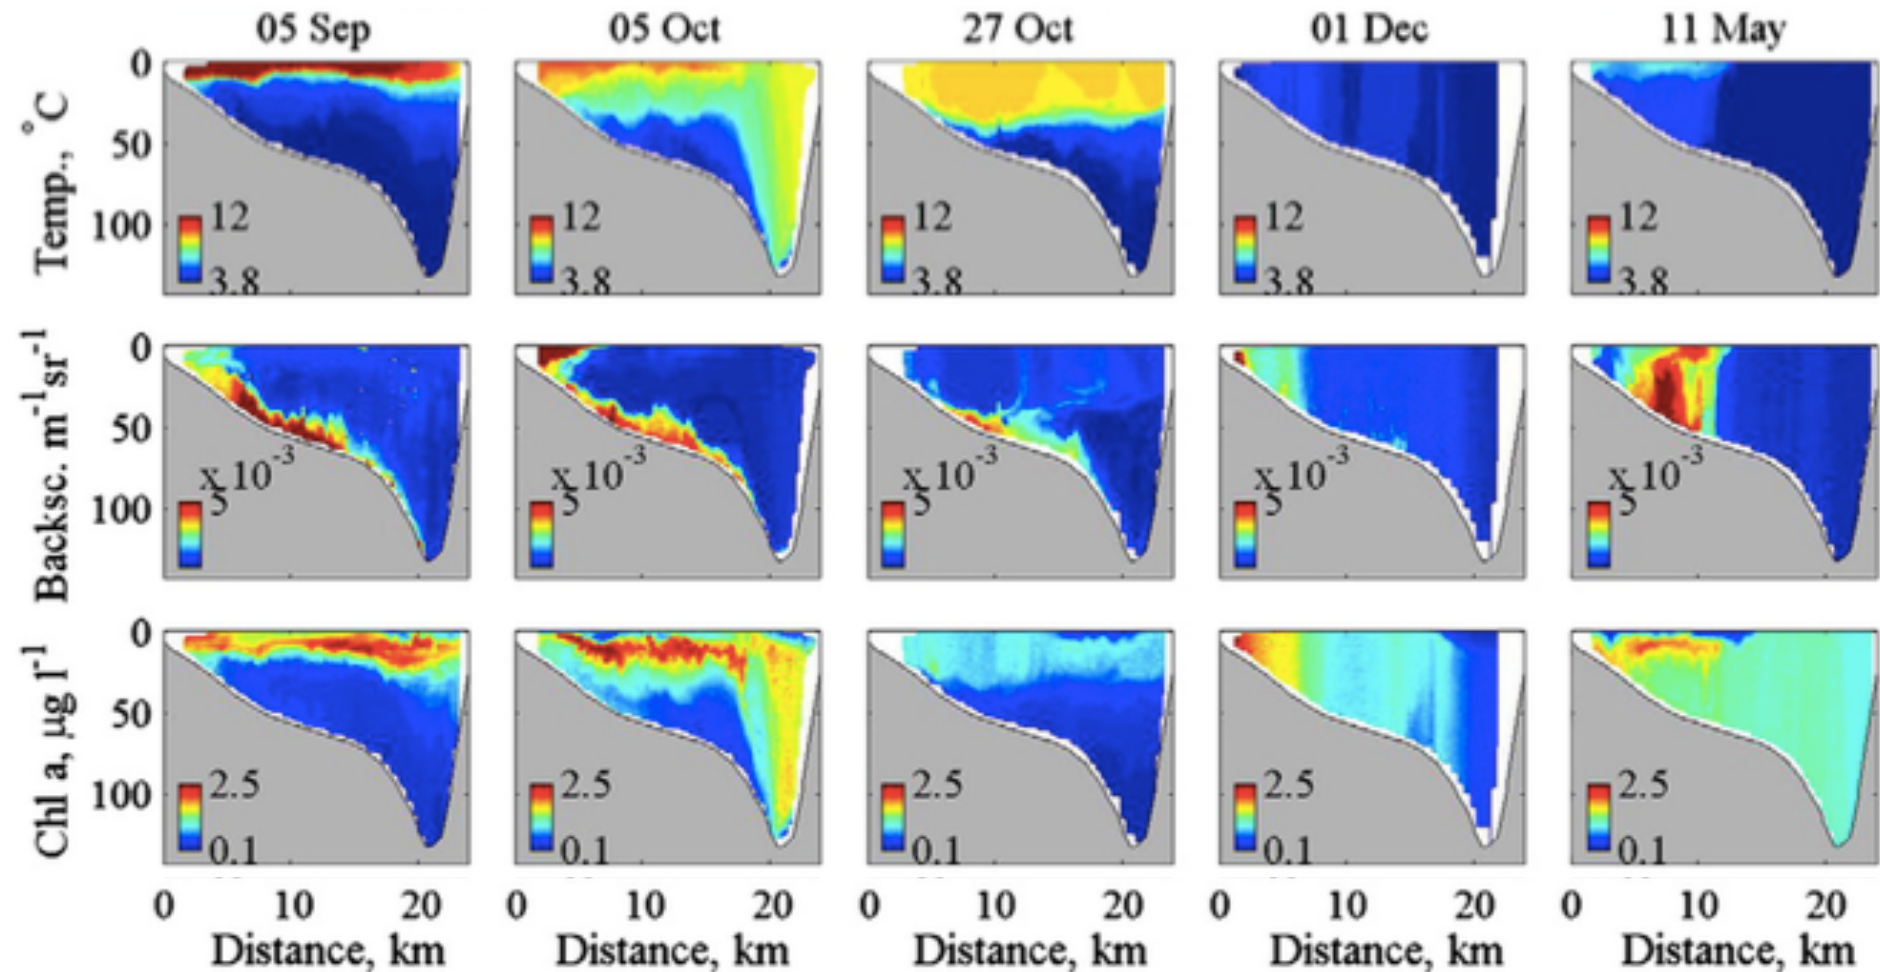 05 Sep 05 Oct 27 Oct 01 Dec 11 May
Temp., °C
0
50
100
12 12 12 12 12
3.8 3.8 3.8 3.8 3.8
Backsc. m⁻¹sr⁻¹
0
50
100
x 10⁻³ x 10⁻³ x 10⁻³ x 10⁻³ x 10⁻³
5 5 5 5 5
Chl a, µg l⁻¹
0
50
100
2.5 2.5 2.5 2.5 2.5
0.1 0.1 0.1 0.1 0.1
0 10 20 0 10 20 0 10 20 0 10 20 0 10 20
Distance, km Distance, km Distance, km Distance, km Distance, km